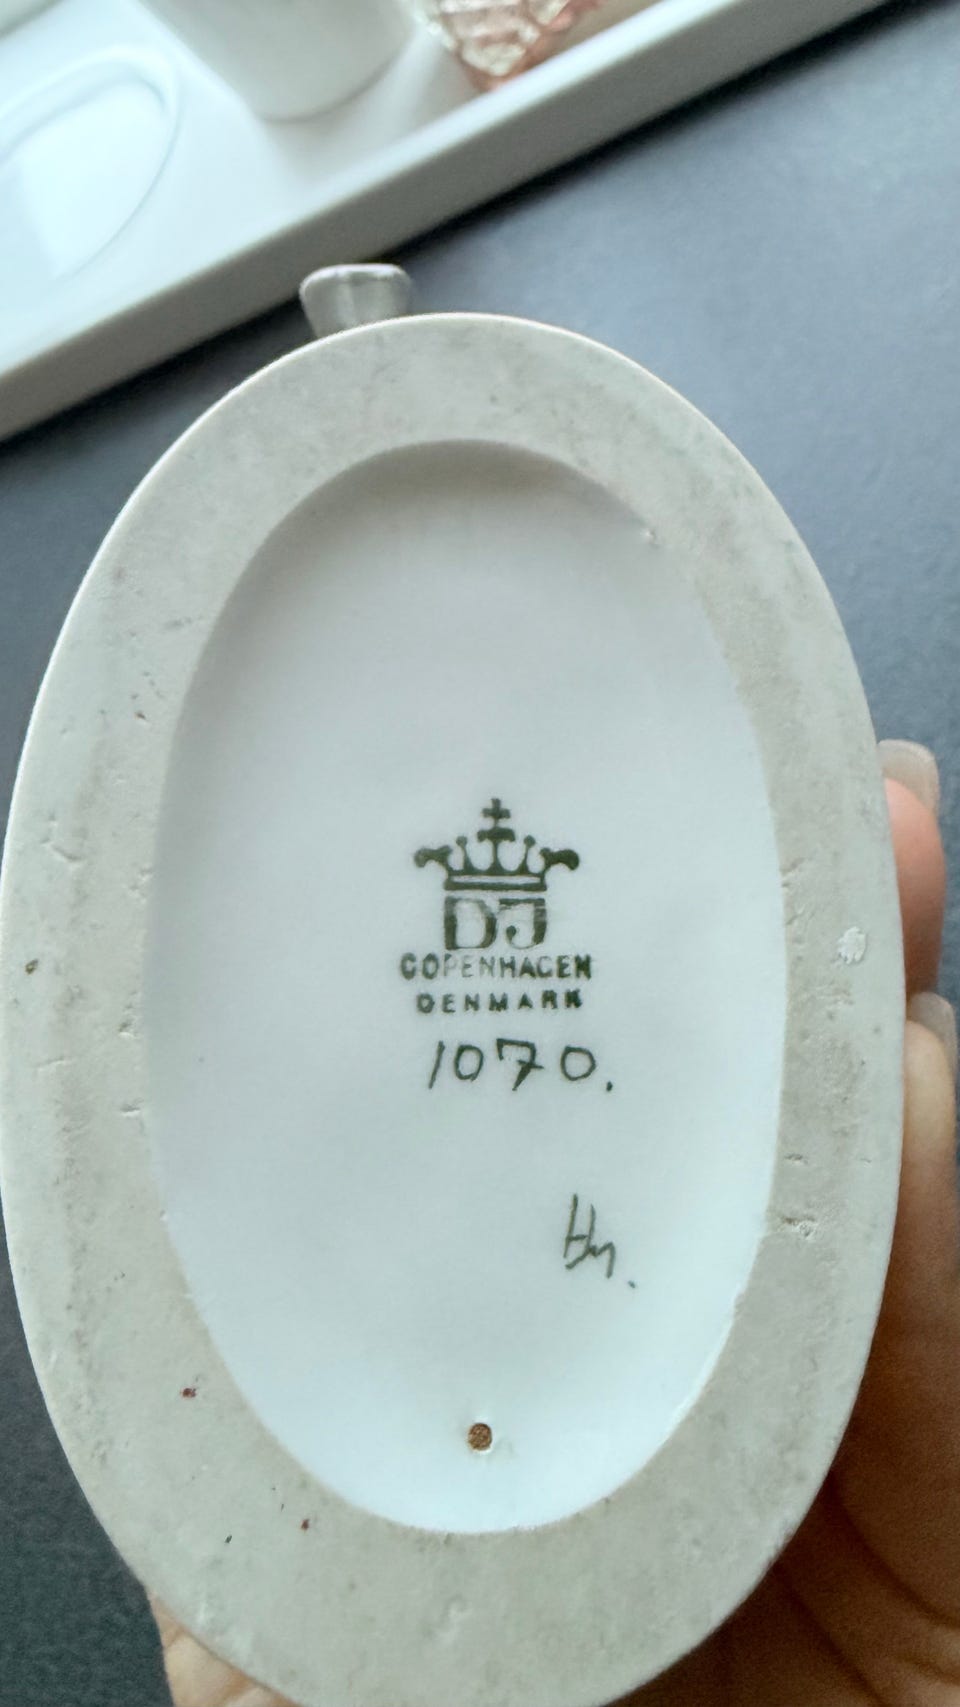 DJ
COPENHAGEN
DENMARK
1070.